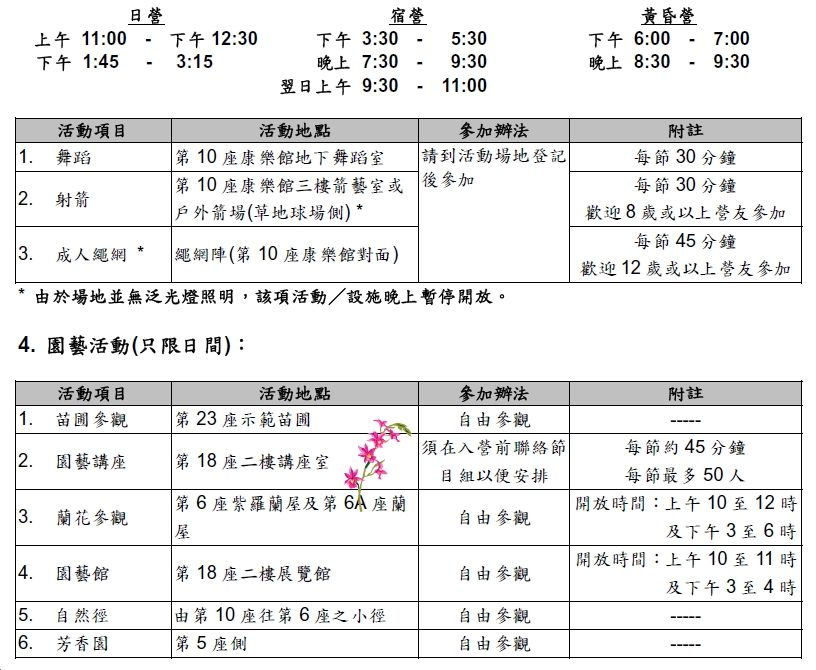 日營 宿營 黃昏營
上午 11:00 - 下午 12:30 下午 3:30 - 5:30 下午 6:00 - 7:00
下午 1:45 - 3:15 晚上 7:30 - 9:30 晚上 8:30 - 9:30
翌日上午 9:30 - 11:00
活動項目 活動地點 參加辦法 附註
1. 舞蹈 第 10 座康樂館地下舞蹈室 請到活動場地登記 每節 30 分鐘
後參加
2. 射箭 第 10 座康樂館三樓箭藝室或 每節 30 分鐘
戶外箭場(草地球場側) * 歡迎 8 歲或以上營友參加
3. 成人繩網 * 繩網陣(第 10 座康樂館對面) 每節 45 分鐘
歡迎 12 歲或以上營友參加
* 由於場地並無泛光燈照明，該項活動／設施晚上暫停開放。
4. 園藝活動(只限日間)：
活動項目 活動地點 參加辦法 附註
1. 苗圃參觀 第 23 座示範苗圃 自由參觀 -----
2. 園藝講座 第 18 座二樓講座室 須在入營前聯絡節 每節約 45 分鐘
目組以便安排 每節最多 50 人
3. 蘭花參觀 第 6 座紫羅蘭屋及第 6A 座蘭 自由參觀 開放時間：上午 10 至 12 時
屋 及下午 3 至 6 時
4. 園藝館 第 18 座二樓展覽館 自由參觀 開放時間：上午 10 至 11 時
及下午 3 至 4 時
5. 自然徑 由第 10 座往第 6 座之小徑 自由參觀 -----
6. 芳香園 第 5 座側 自由參觀 -----